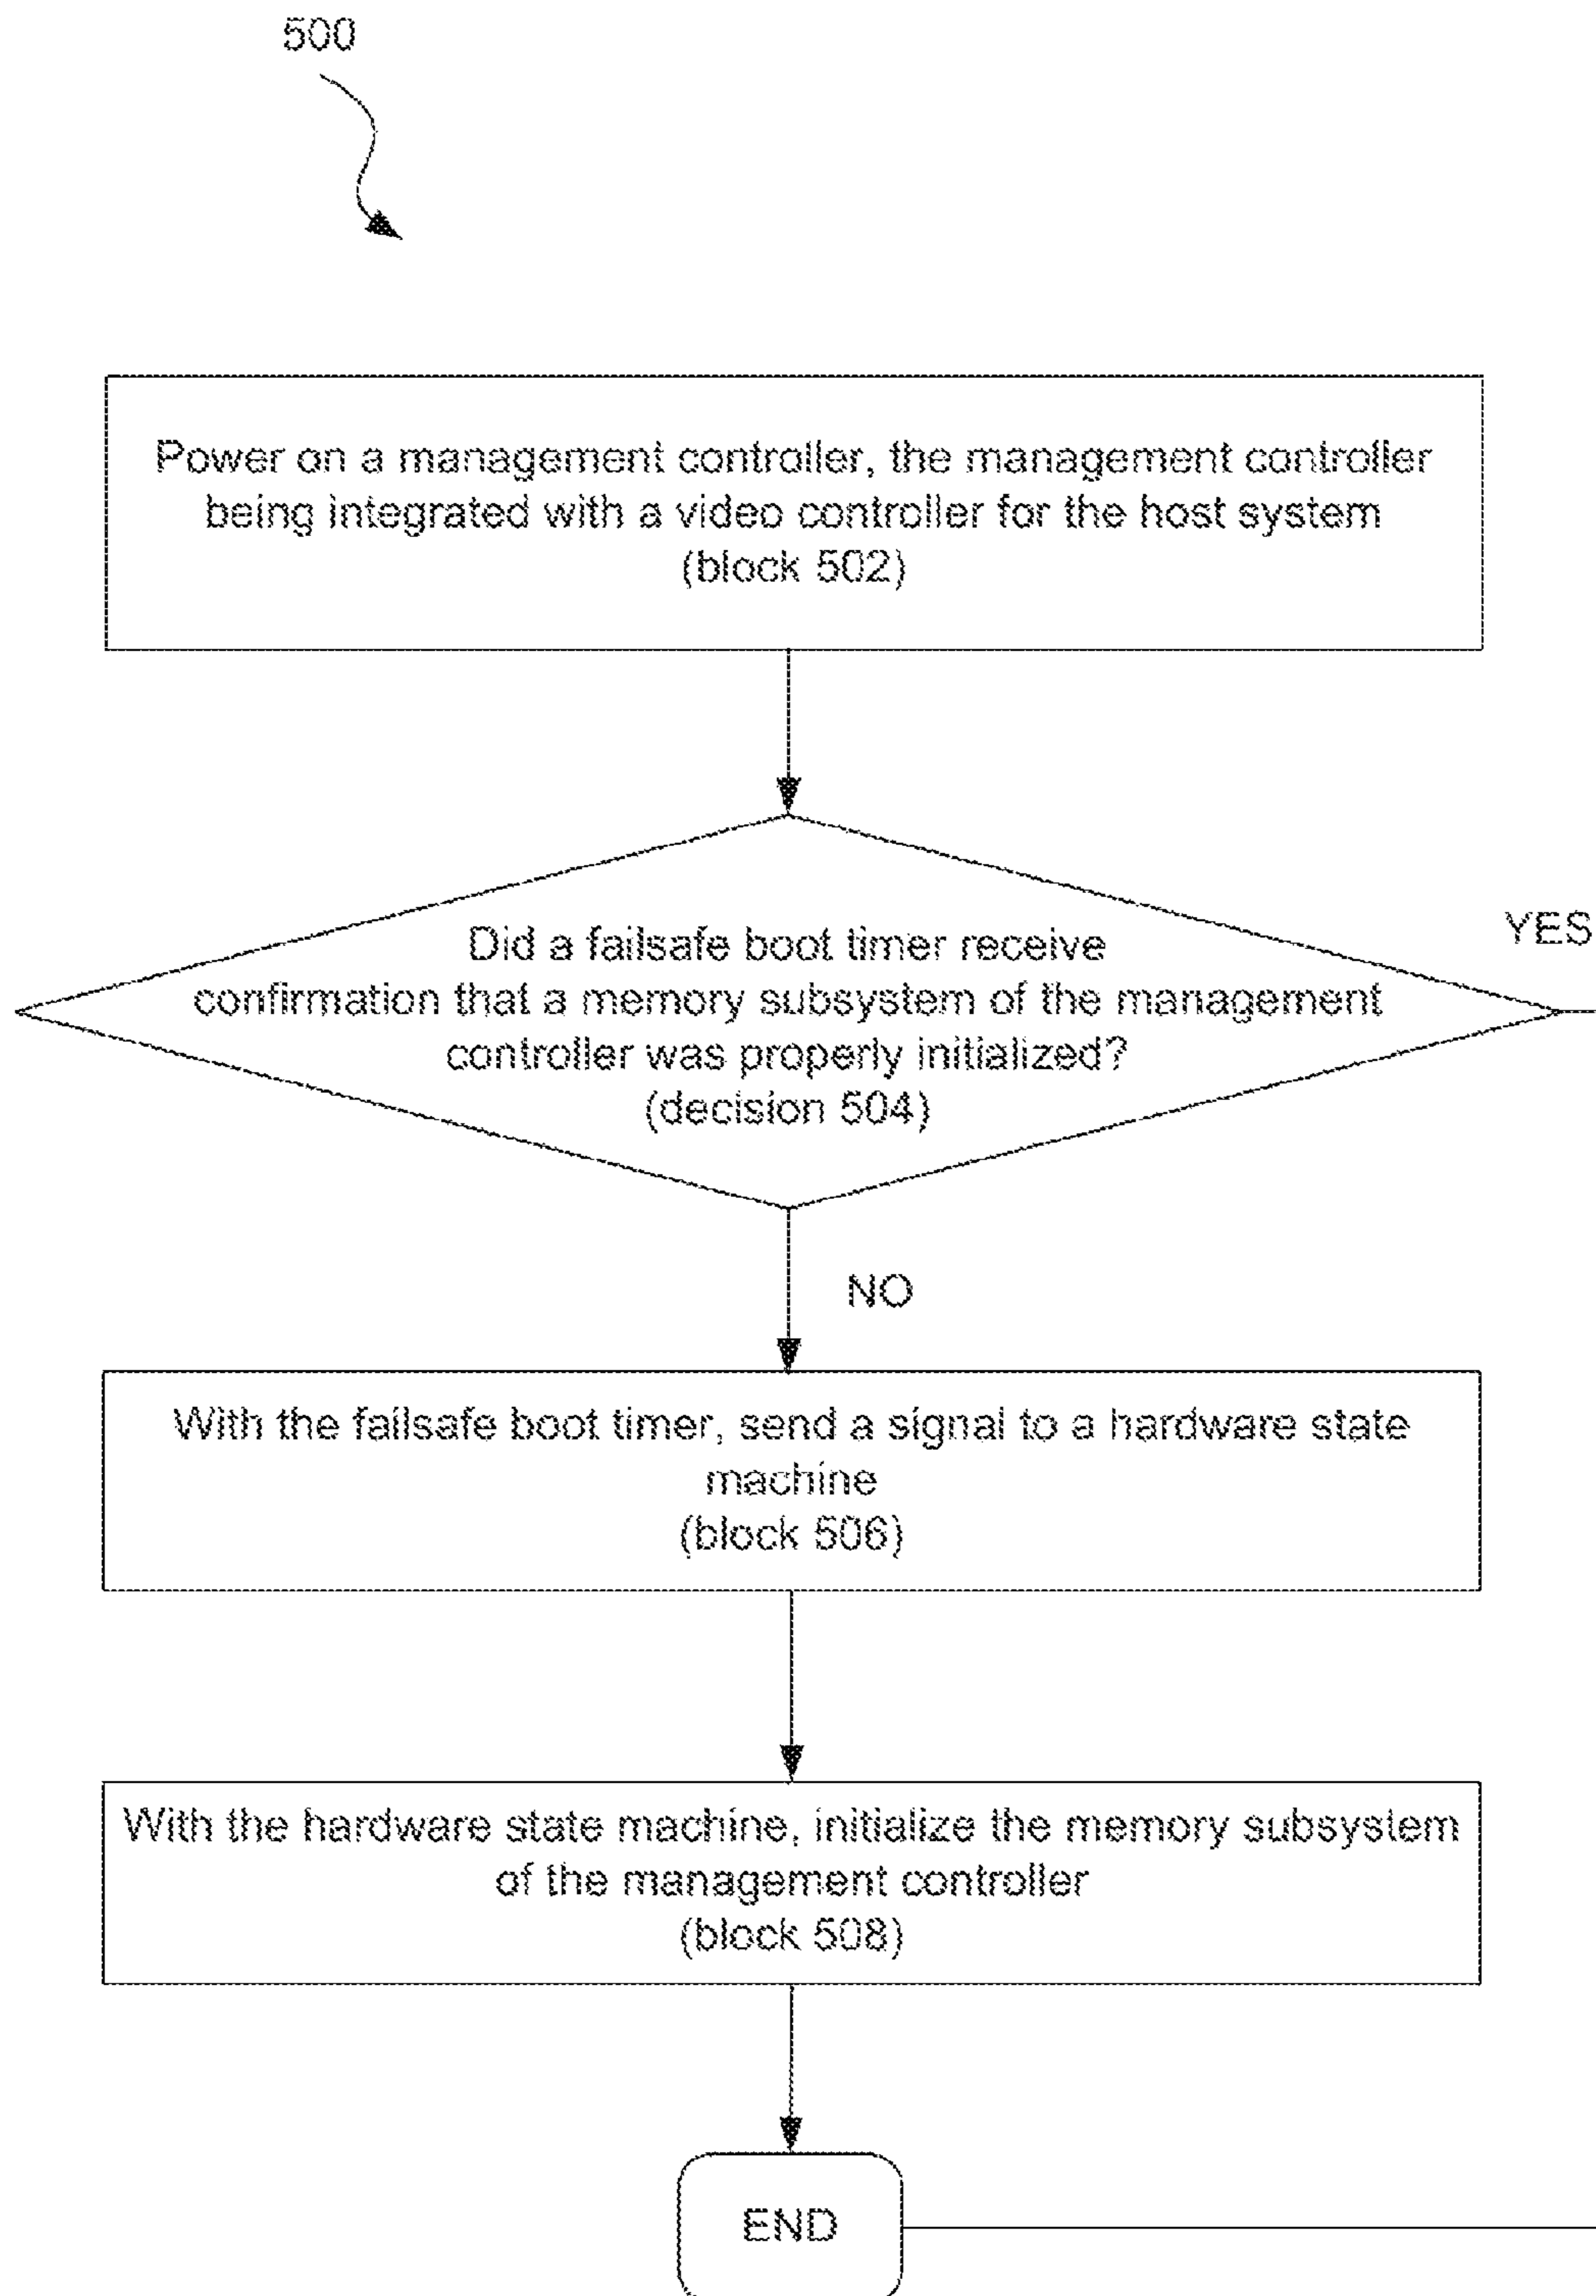 500
Power on a management controller, the management controller
being integrated with a video controller for the host system
(block 502)
Did a failsafe boot timer receive
confirmation that a memory subsystem of the management
controller was properly initialized?
(decision 504)
YES
NO
With the failsafe boot timer, send a signal to a hardware state
machine
(block 506)
With the hardware state machine, initialize the memory subsystem
of the management controller
(block 508)
END